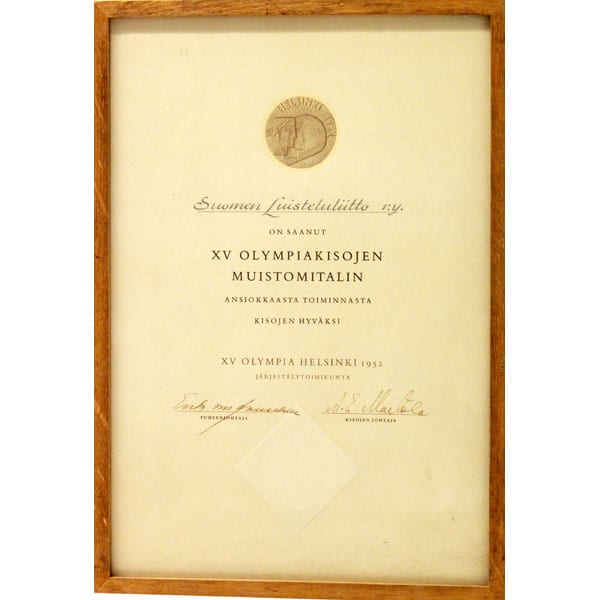 HELSINKI 1952
Suomen Luisteluliitto r.y.
ON SAANUT
XV OLYMPIAKISOJEN
MUISTOMITALIN
ANSIOKKAASTA TOIMINNASTA
KISOJEN HYVÄKSI
XV OLYMPIA HELSINKI 1952
JÄRJESTELYTOIMIKUNTA
PUHEENJOHTAJA
KISOJEN JOHTAJA